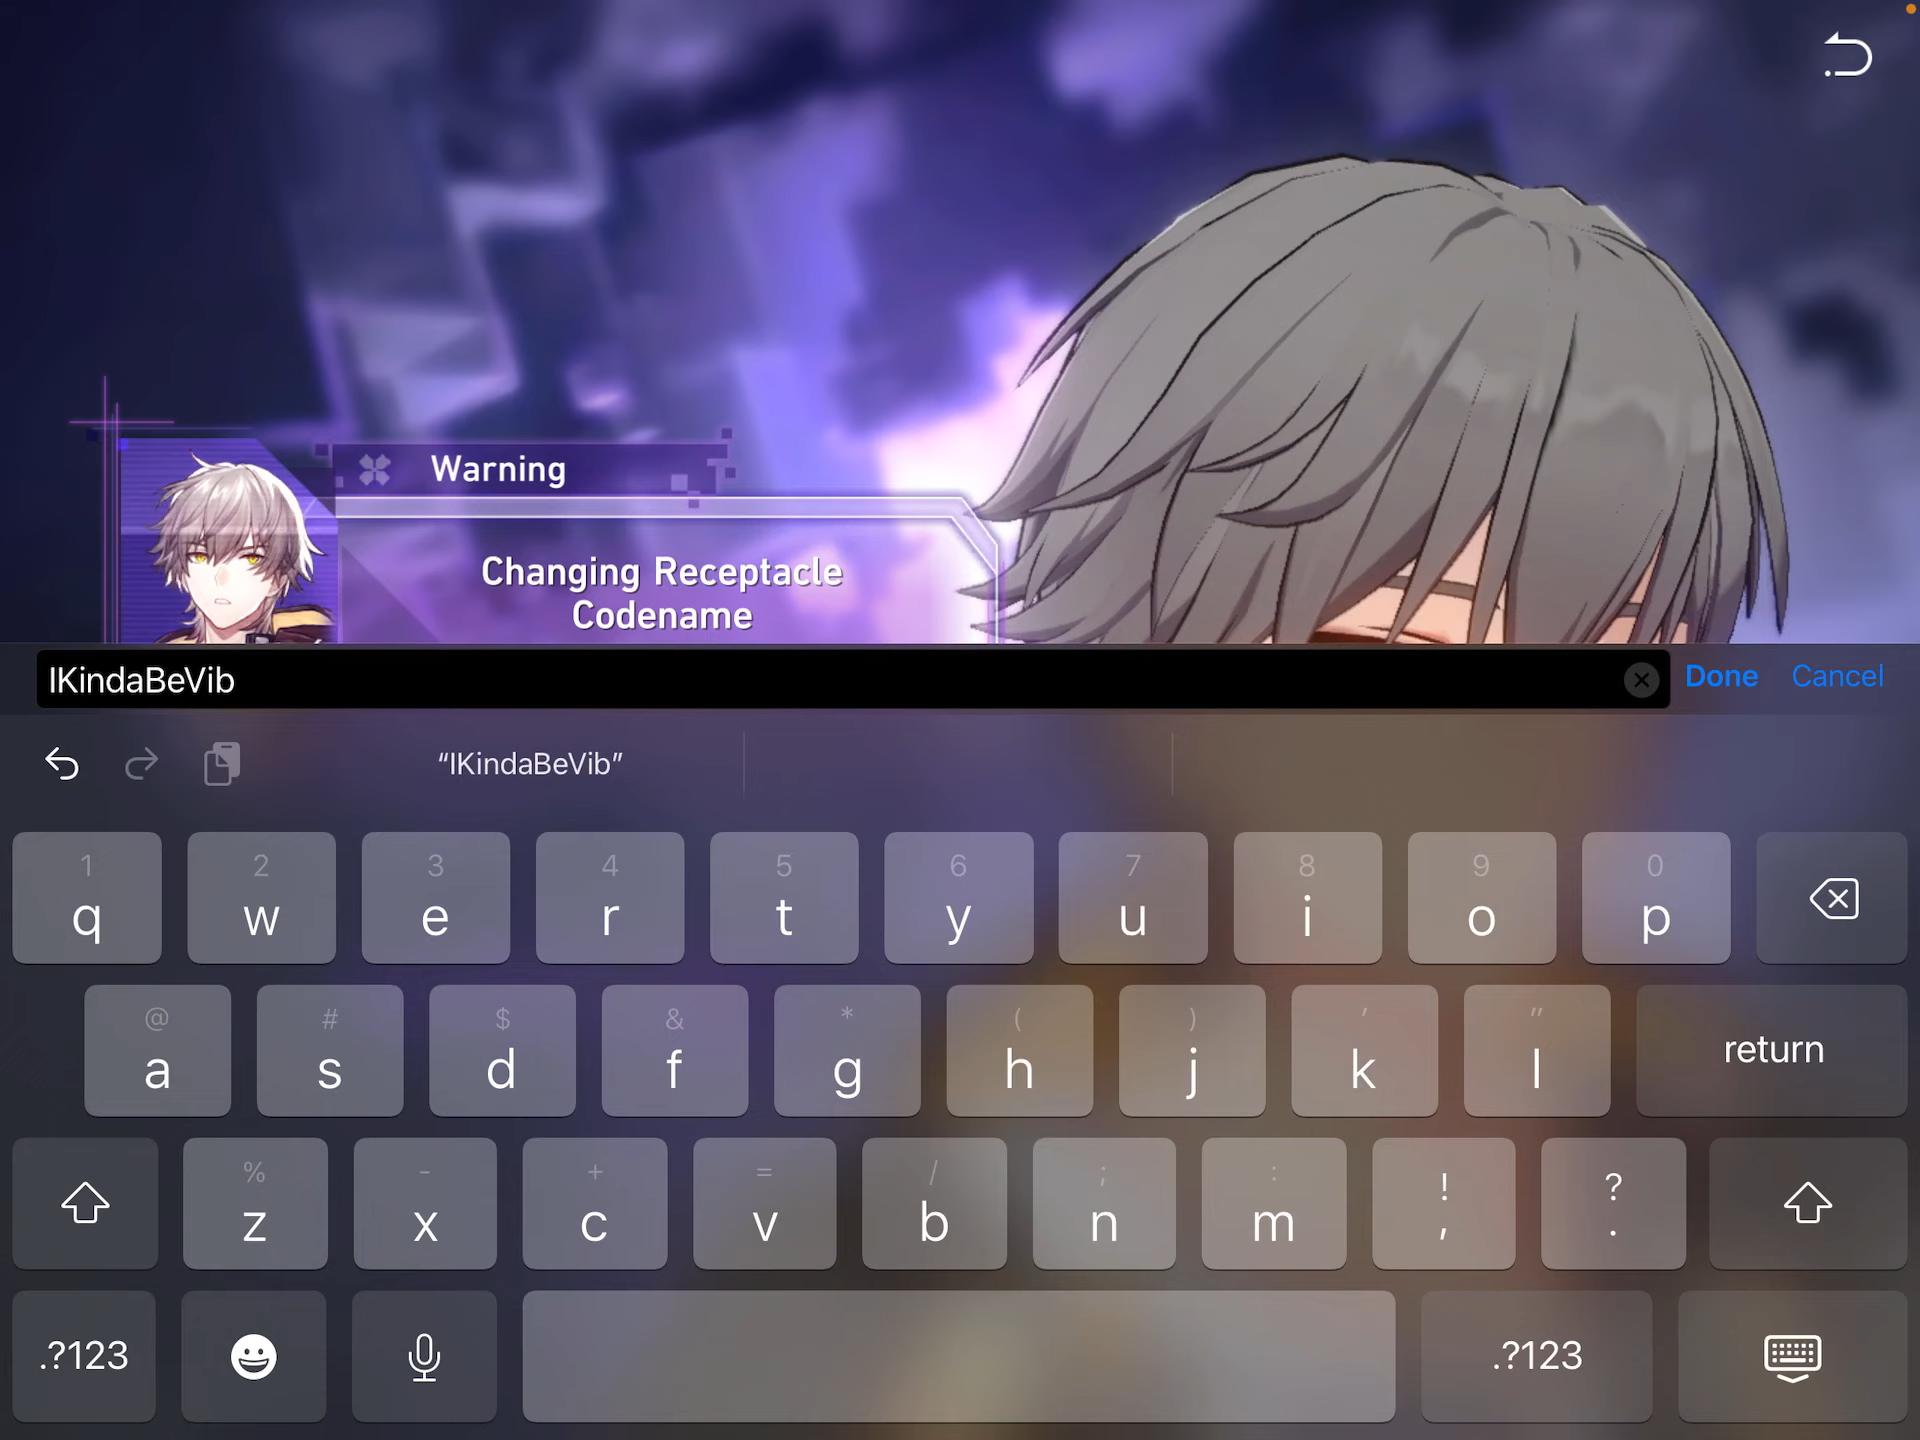 Warning
Changing Receptacle
Codename
IKindaBeVib
Done Cancel
“IKindaBeVib”
1 2 3 4 5 6 7 8 9 0
q w e r t y u i o p
@ # $ & * ( ) ' "
a s d f g h j k l return
% - + = / ; : ! ?
z x c v b n m , .
.?123 .?123